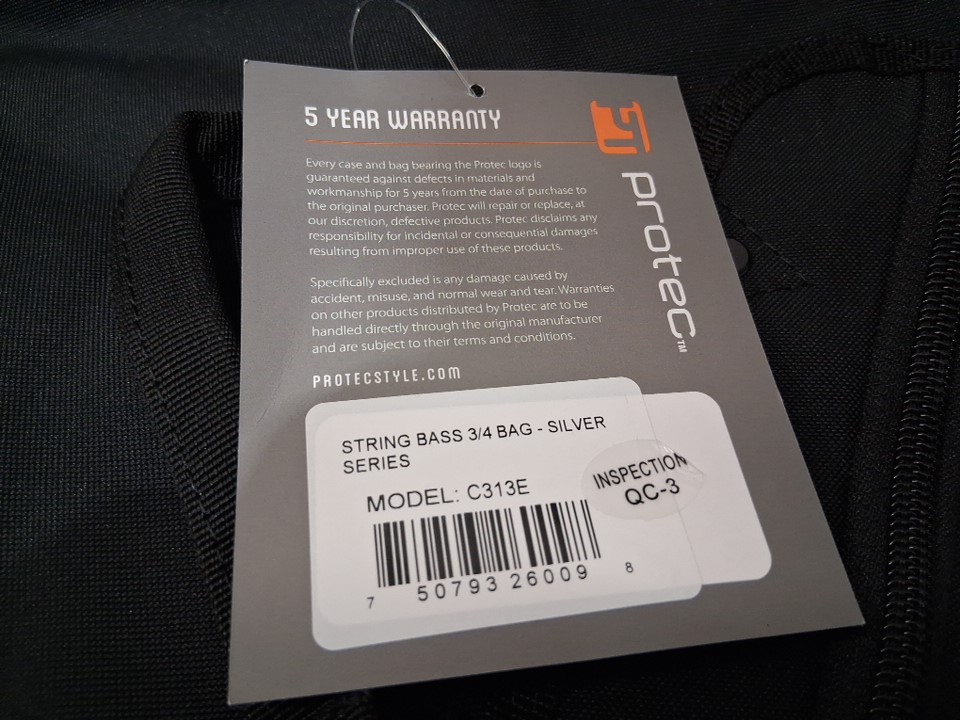 5 YEAR WARRANTY
Every case and bag bearing the Protec logo is
guaranteed against defects in materials and
workmanship for 5 years from the date of purchase to
the original purchaser. Protec will repair or replace, at
our discretion, defective products. Protec disclaims any
responsibility for incidental or consequential damages
resulting from improper use of these products.
Specifically excluded is any damage caused by
accident, misuse, and normal wear and tear. Warranties
on other products distributed by Protec are to be
handled directly through the original manufacturer
and are subject to their terms and conditions.
PROTECSTYLE.COM
protec™
STRING BASS 3/4 BAG - SILVER
SERIES
MODEL: C313E
7 50793 26009 8
INSPECTION
QC-3